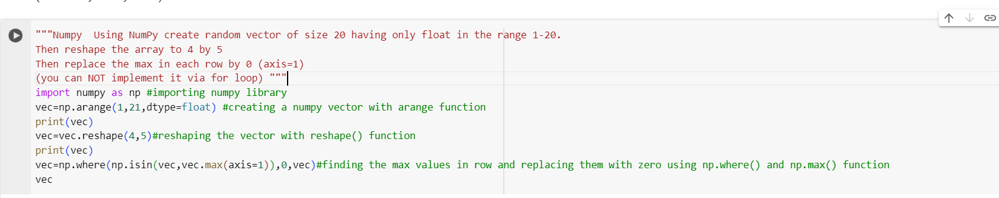 """Numpy  Using NumPy create random vector of size 20 having only float in the range 1-20.
Then reshape the array to 4 by 5
Then replace the max in each row by 0 (axis=1)
(you can NOT implement it via for loop) """
import numpy as np #importing numpy library
vec=np.arange(1,21,dtype=float) #creating a numpy vector with arange function
print(vec)
vec=vec.reshape(4,5)#reshaping the vector with reshape() function
print(vec)
vec=np.where(np.isin(vec,vec.max(axis=1)),0,vec)#finding the max values in row and replacing them with zero using np.where() and np.max() function
vec